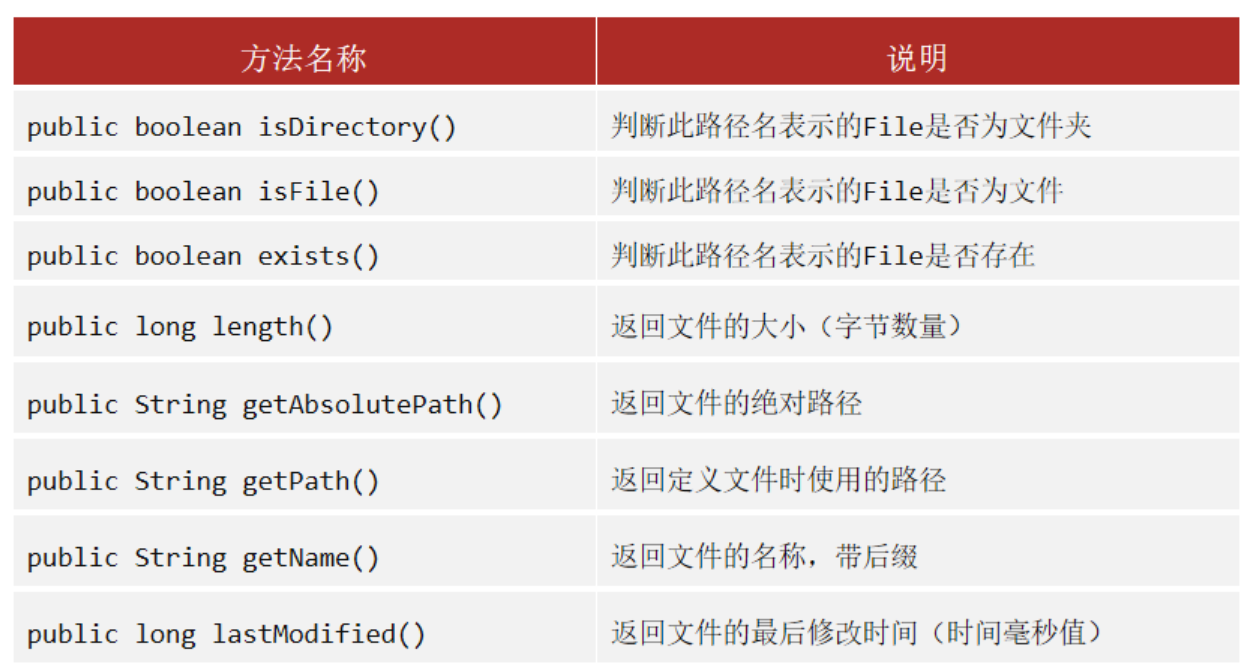 方法名称 说明
public boolean isDirectory() 判断此路径名表示的File是否为文件夹
public boolean isFile() 判断此路径名表示的File是否为文件
public boolean exists() 判断此路径名表示的File是否存在
public long length() 返回文件的大小（字节数量）
public String getAbsolutePath() 返回文件的绝对路径
public String getPath() 返回定义文件时使用的路径
public String getName() 返回文件的名称，带后缀
public long lastModified() 返回文件的最后修改时间（时间毫秒值）